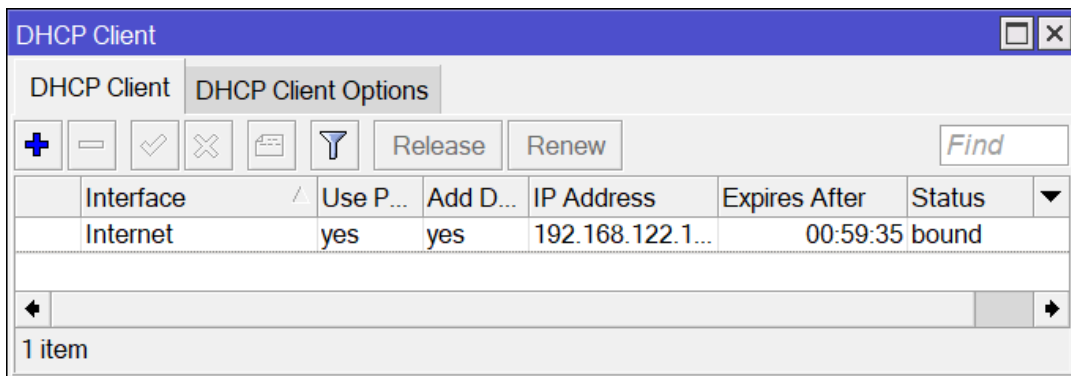 DHCP Client
DHCP Client DHCP Client Options
Release Renew Find
Interface Use P... Add D... IP Address Expires After Status
Internet yes yes 192.168.122.1... 00:59:35 bound
1 item